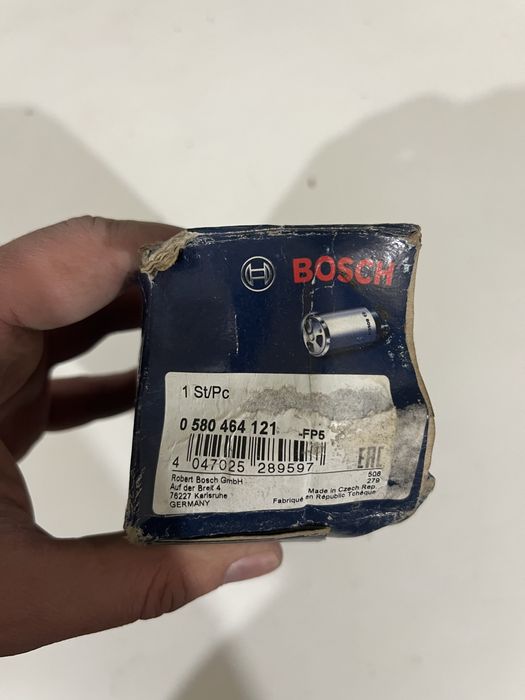 BOSCH
BOSCH
1 St/Pc
0 580 464 121 -FP5
4 047025 289597
EAC
508
279
Robert Bosch GmbH
Auf der Breit 4
76227 Karlsruhe
GERMANY
Made in Czech Rep.
Fabriqué en République Tchèque